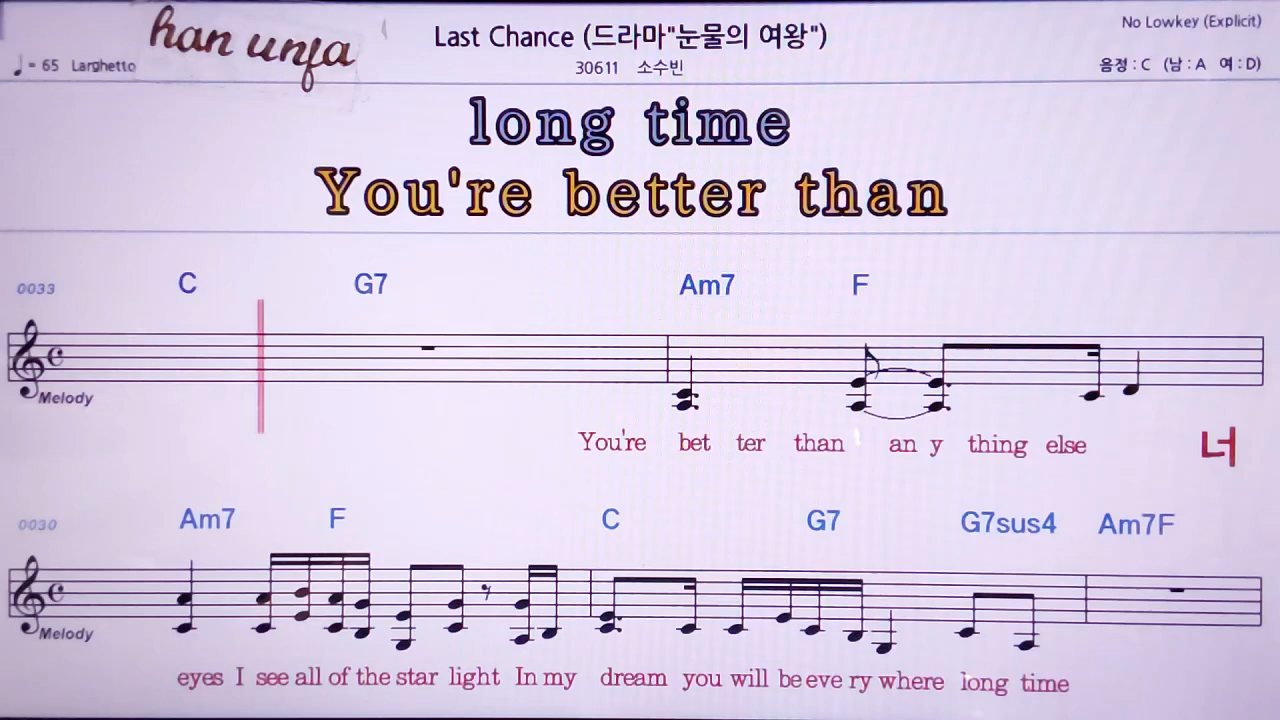 han unfa
Last Chance (드라마"눈물의 여왕")
No Lowkey (Explicit)
♩= 65 Larghetto
30611 소수빈
음정 : C (남 : A 여 : D)
long time
You're better than
0033 C G7 Am7 F
Melody
You're bet ter than an y thing else 너
0030 Am7 F C G7 G7sus4 Am7F
Melody
eyes I see all of the star light In my dream you will be eve ry where long time